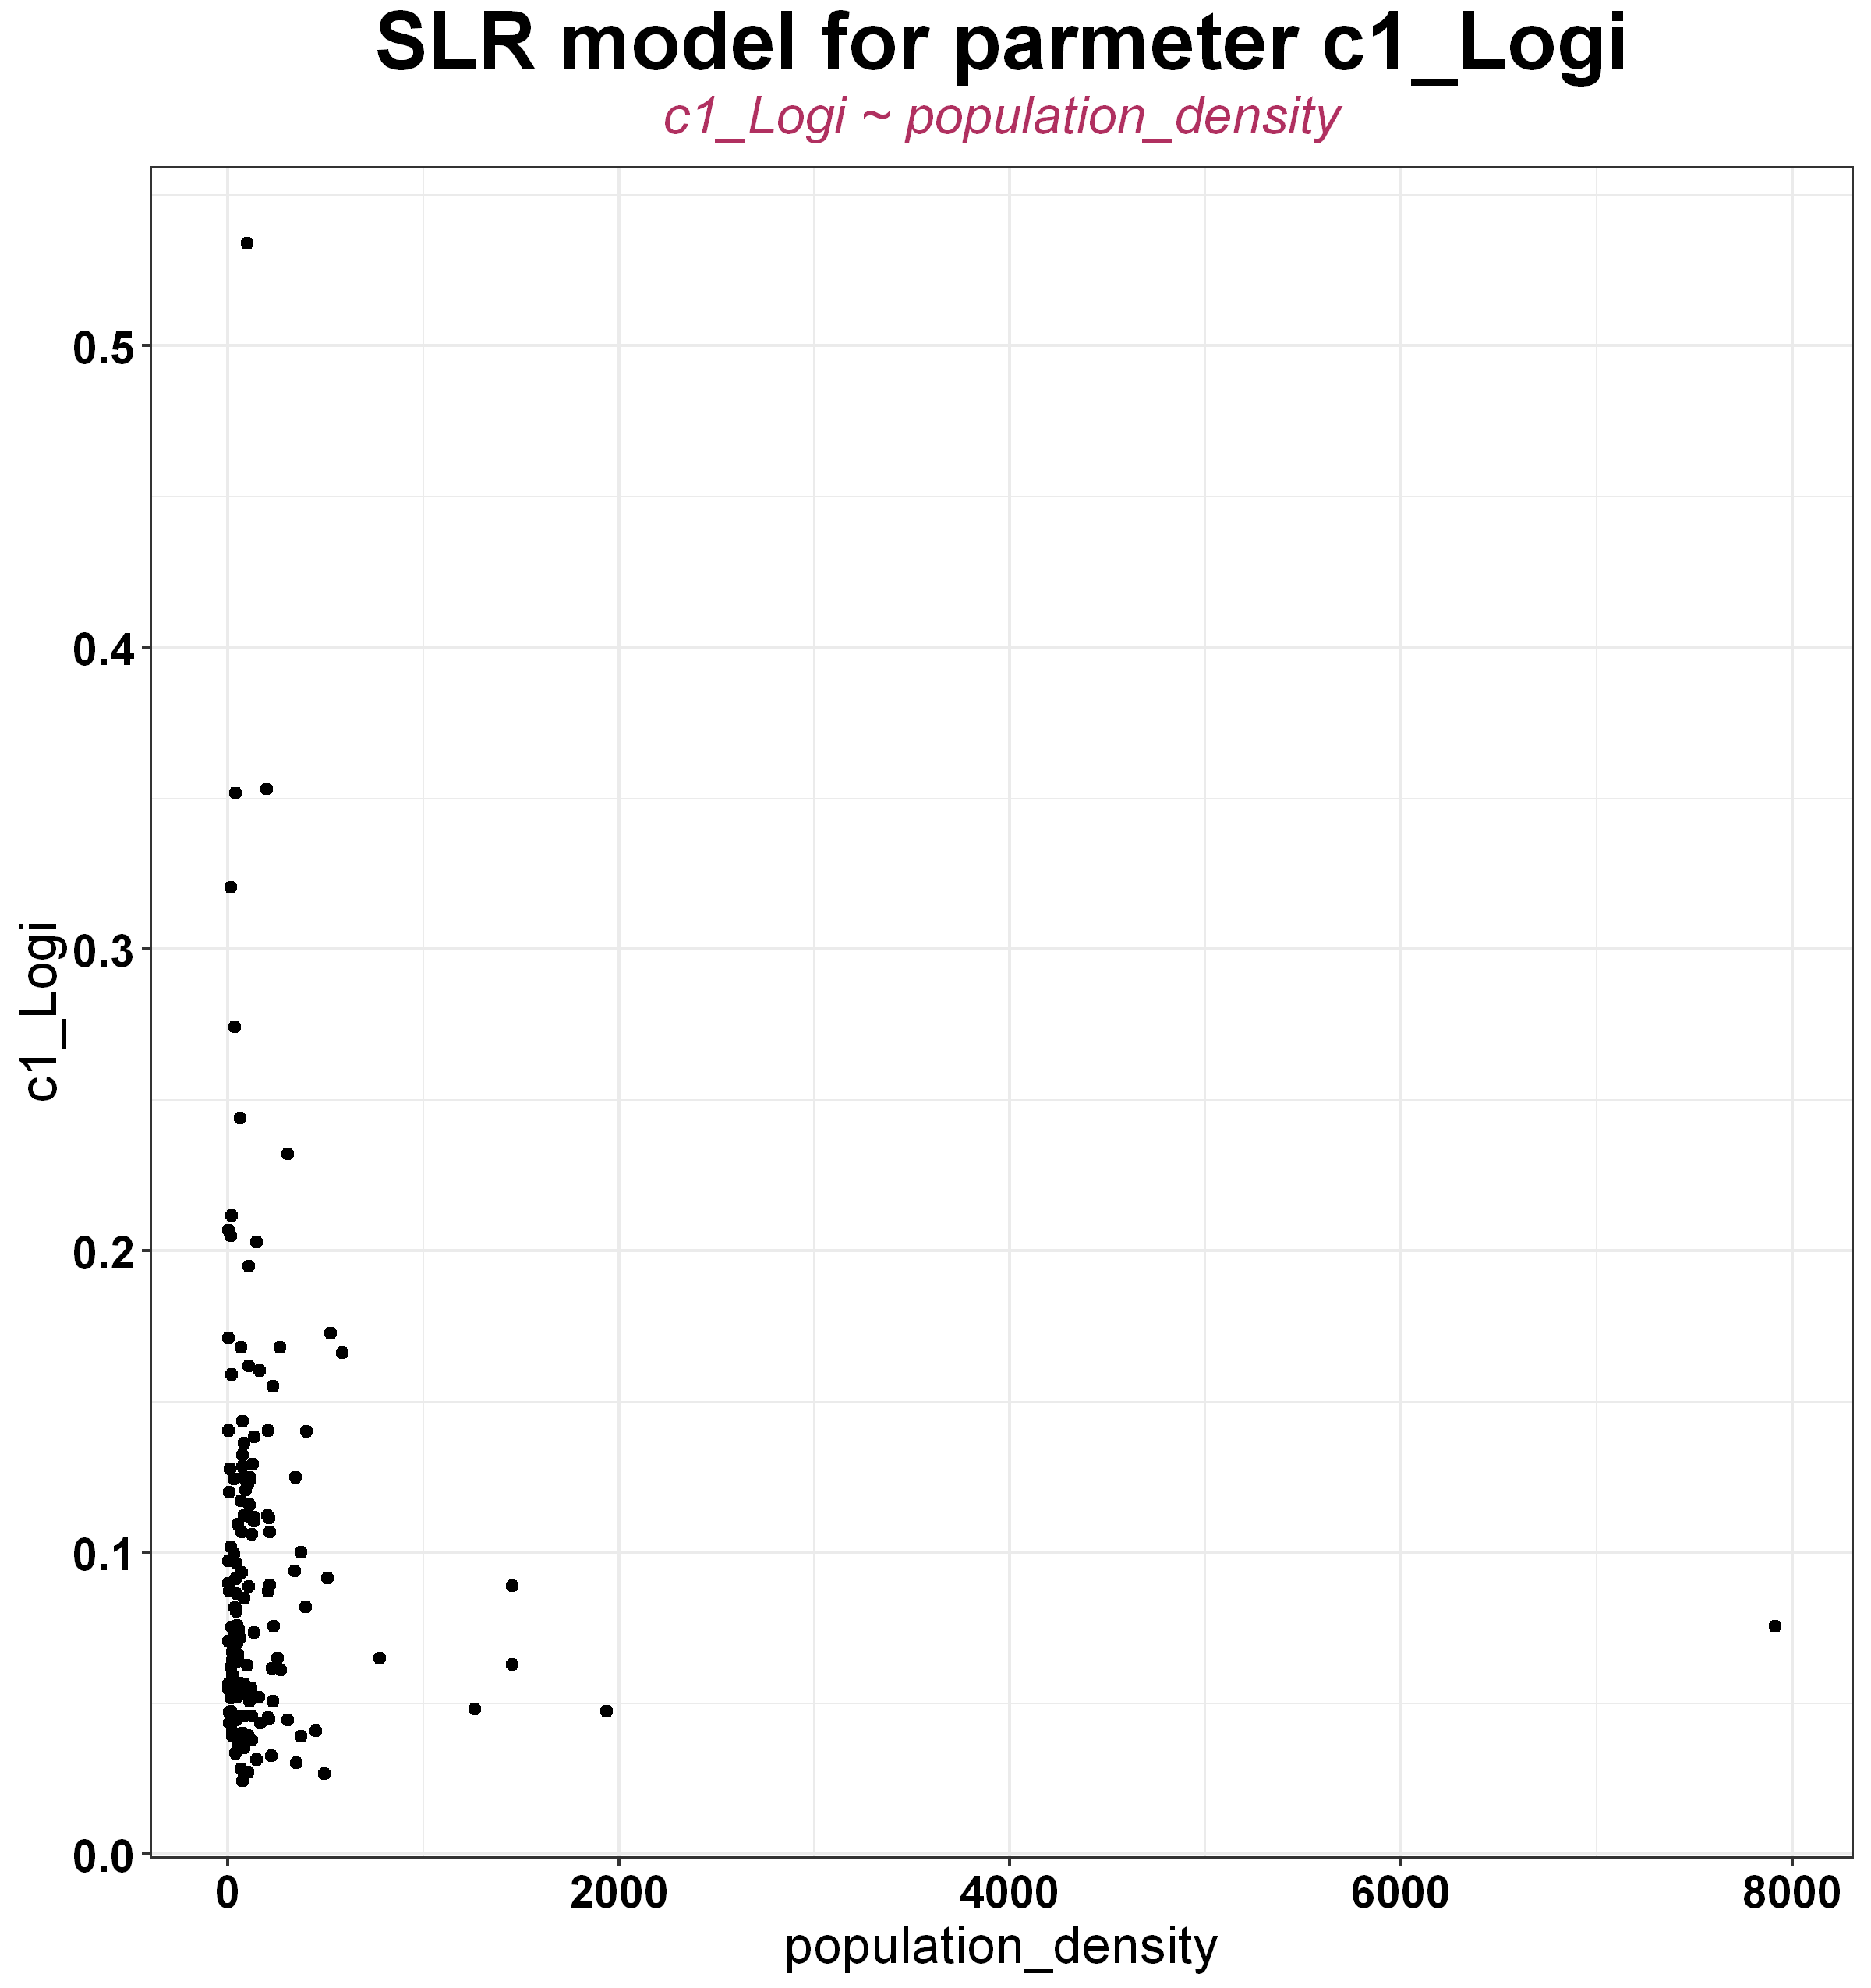 SLR model for parmeter c1_Logi
c1_Logi ~ population_density
0.5
0.4
0.3
0.2
0.1
0.0
c1_Logi
0 2000 4000 6000 8000
population_density